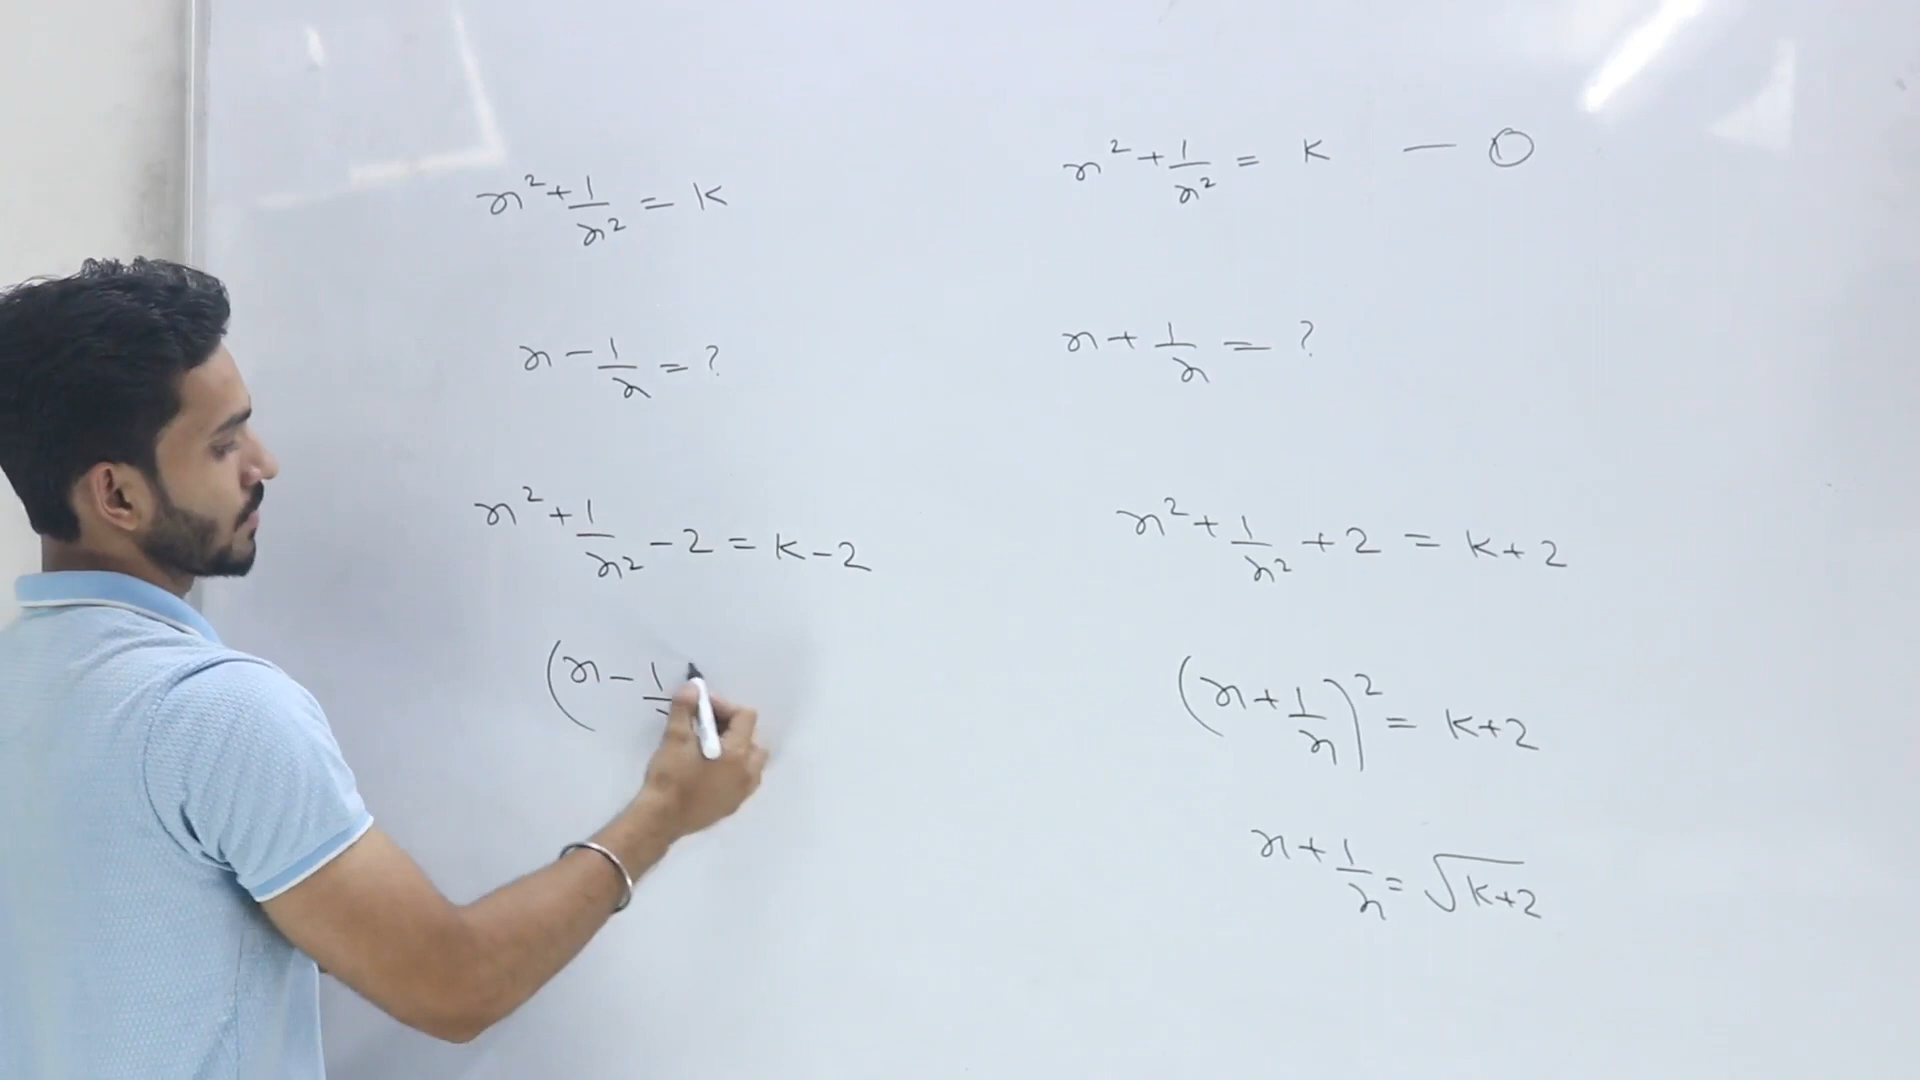 x² + 1/x² = K
x - 1/x = ?
x² + 1/x² - 2 = K - 2
(x - 1
x² + 1/x² = K — ①
x + 1/x = ?
x² + 1/x² + 2 = K + 2
(x + 1/x)² = K + 2
x + 1/x = √K+2